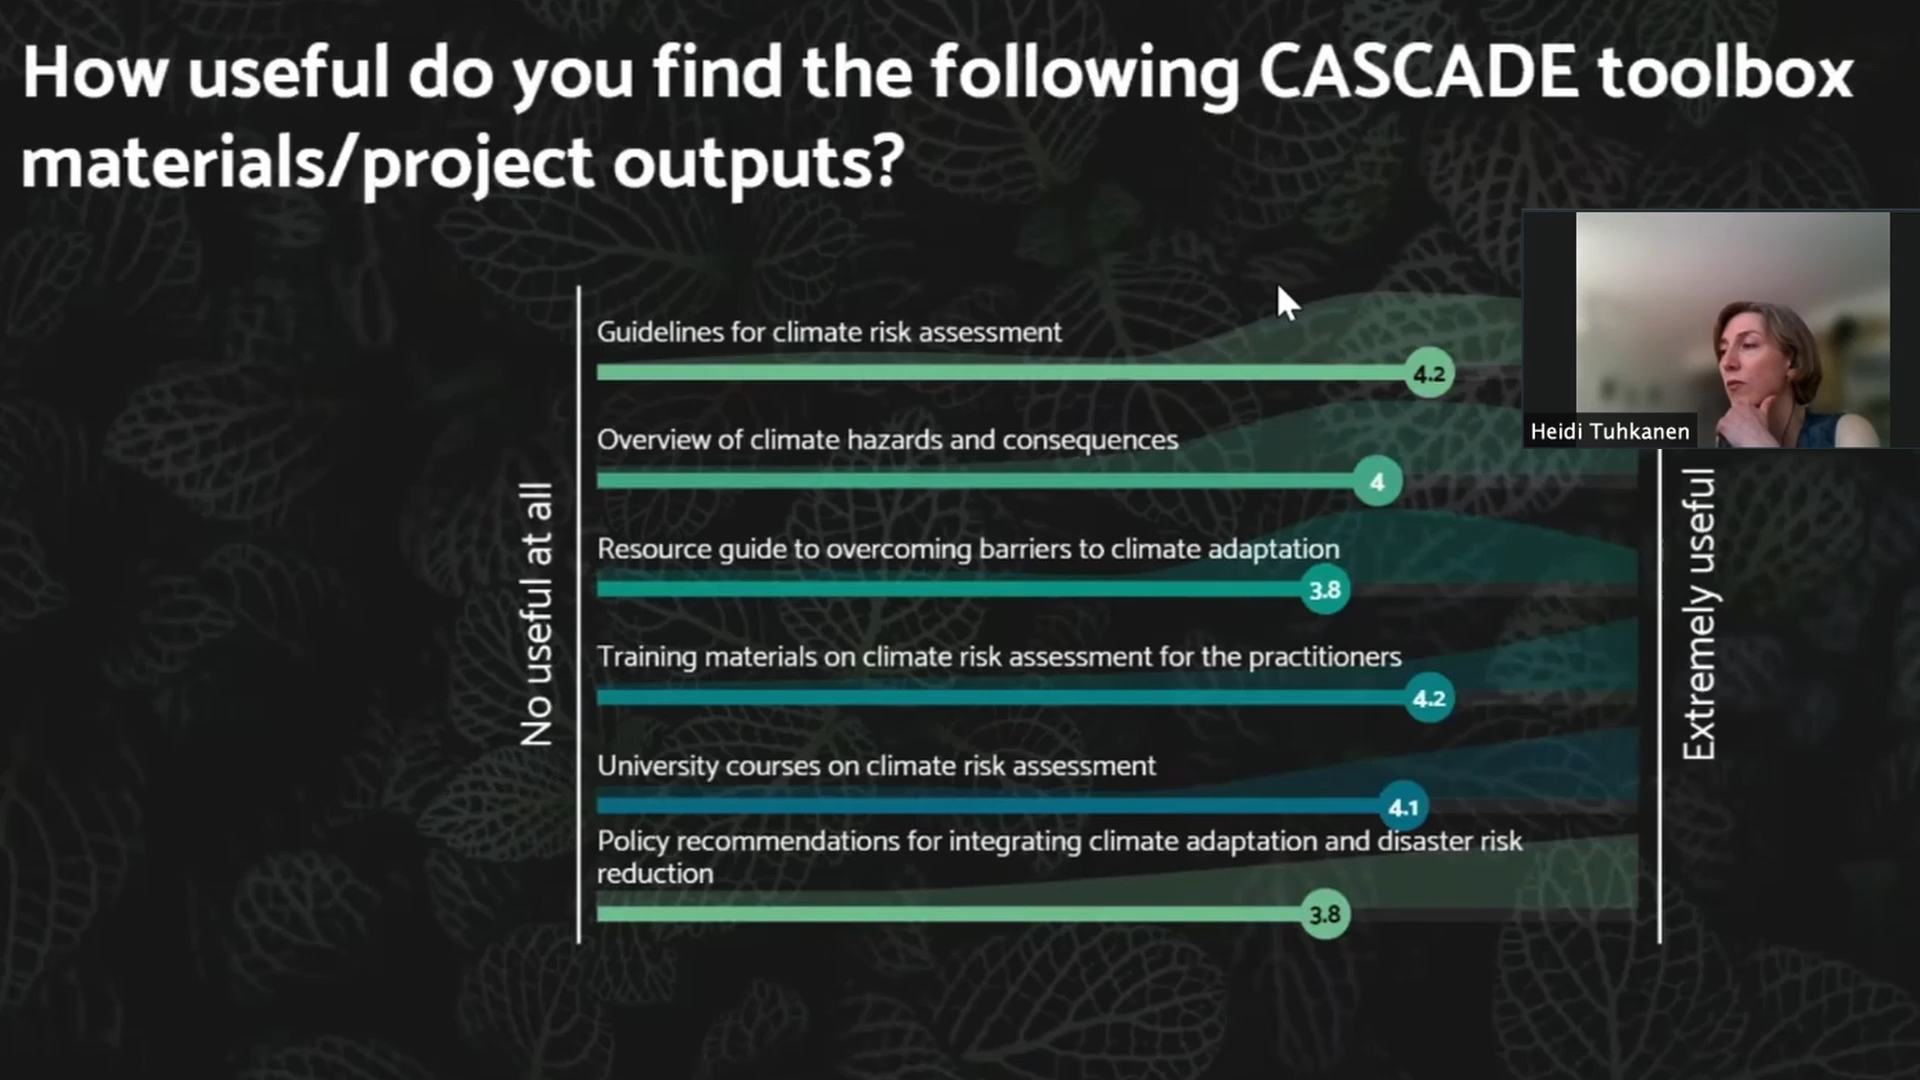 How useful do you find the following CASCADE toolbox
materials/project outputs?
No useful at all
Guidelines for climate risk assessment
4.2
Overview of climate hazards and consequences
4
Resource guide to overcoming barriers to climate adaptation
3.8
Training materials on climate risk assessment for the practitioners
4.2
University courses on climate risk assessment
4.1
Policy recommendations for integrating climate adaptation and disaster risk
reduction
3.8
Extremely useful
Heidi Tuhkanen